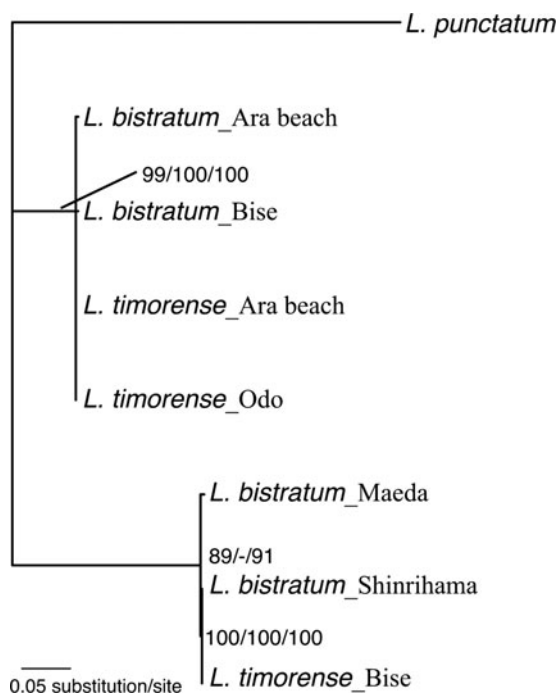 L. punctatum
L. bistratum_Ara beach
99/100/100
L. bistratum_Bise
L. timorense_Ara beach
L. timorense_Odo
L. bistratum_Maeda
89/-/91
L. bistratum_Shinrihama
100/100/100
L. timorense_Bise
0.05 substitution/site